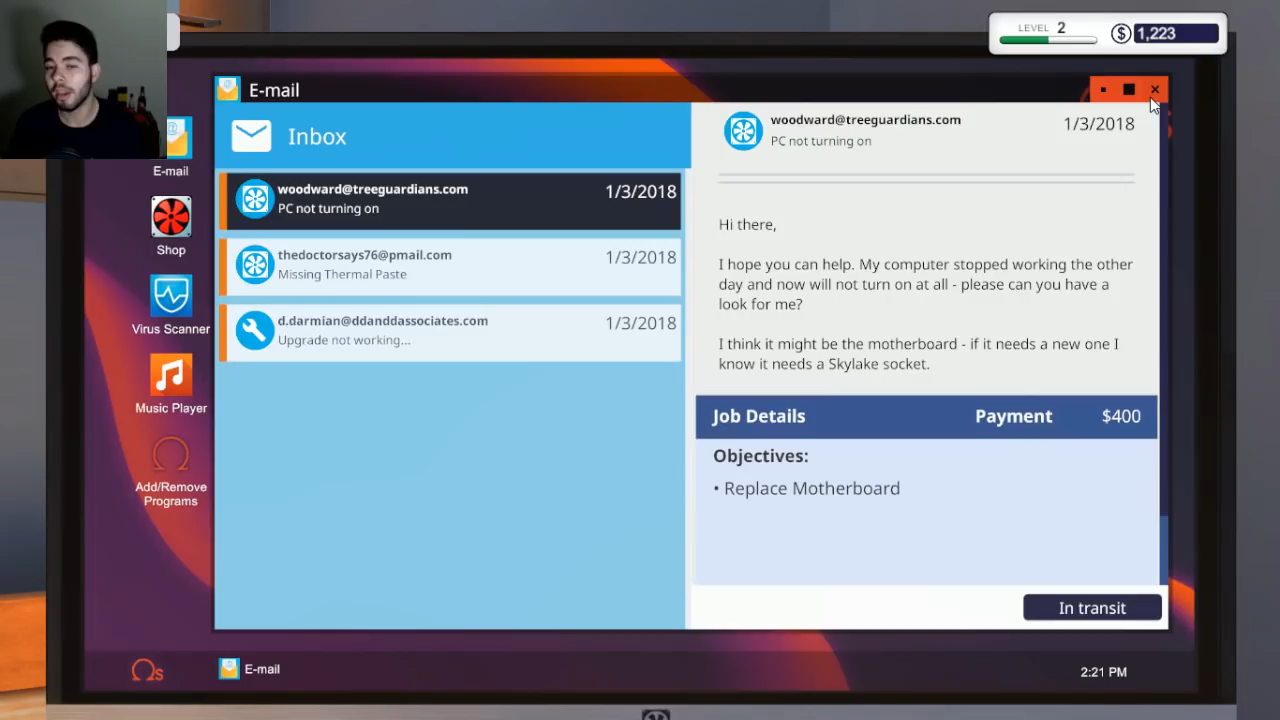 LEVEL 2
$ 1,223
E-mail
Inbox
woodward@treeguardians.com 1/3/2018
PC not turning on
thedoctorsays76@pmail.com 1/3/2018
Missing Thermal Paste
d.darmian@ddanddassociates.com 1/3/2018
Upgrade not working...
woodward@treeguardians.com 1/3/2018
PC not turning on
Hi there,
I hope you can help. My computer stopped working the other
day and now will not turn on at all - please can you have a
look for me?
I think it might be the motherboard - if it needs a new one I
know it needs a Skylake socket.
Job Details Payment $400
Objectives:
• Replace Motherboard
In transit
E-mail
Shop
Virus Scanner
Music Player
Add/Remove
Programs
Ωs
E-mail
2:21 PM